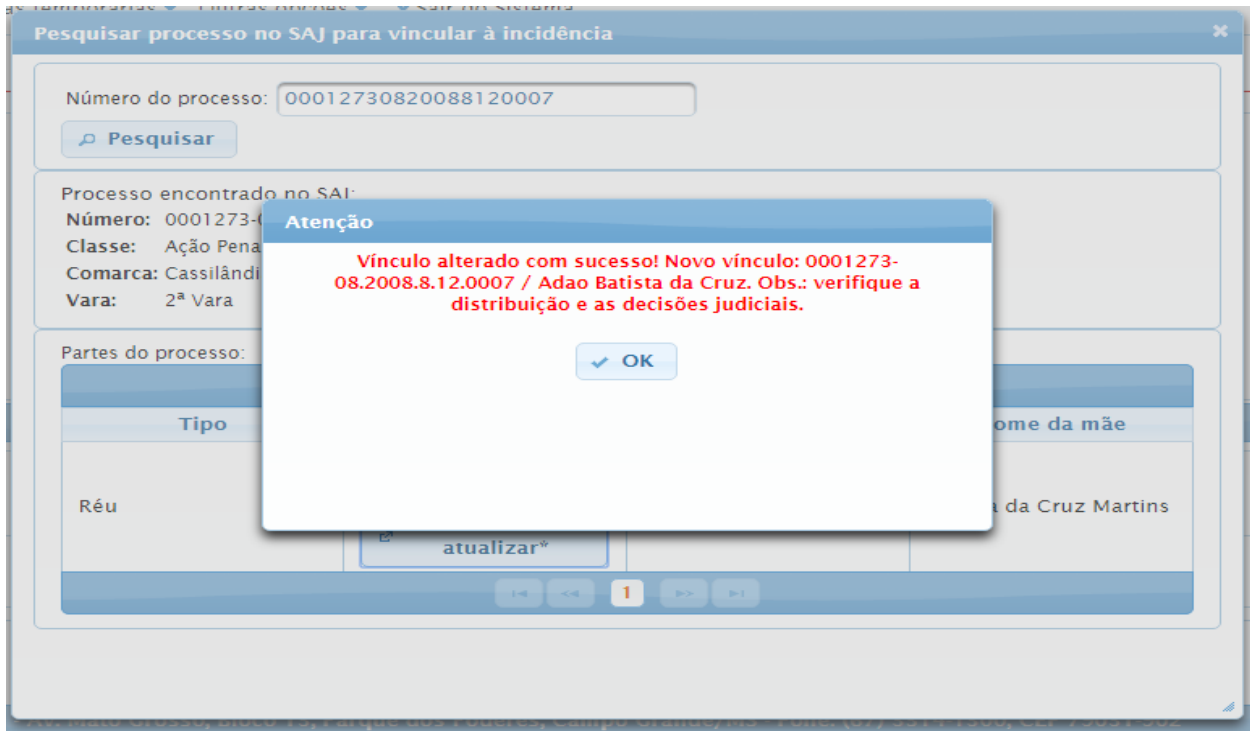 Pesquisar processo no SAJ para vincular à incidência
Número do processo: 00012730820088120007
Pesquisar
Processo encontrado no SAJ:
Número: 0001273-
Classe: Ação Pena
Comarca: Cassilândi
Vara: 2ª Vara
Atenção
Vínculo alterado com sucesso! Novo vínculo: 0001273-
08.2008.8.12.0007 / Adao Batista da Cruz. Obs.: verifique a
distribuição e as decisões judiciais.
OK
Partes do processo:
Tipo
ome da mãe
Réu
da Cruz Martins
atualizar*
1